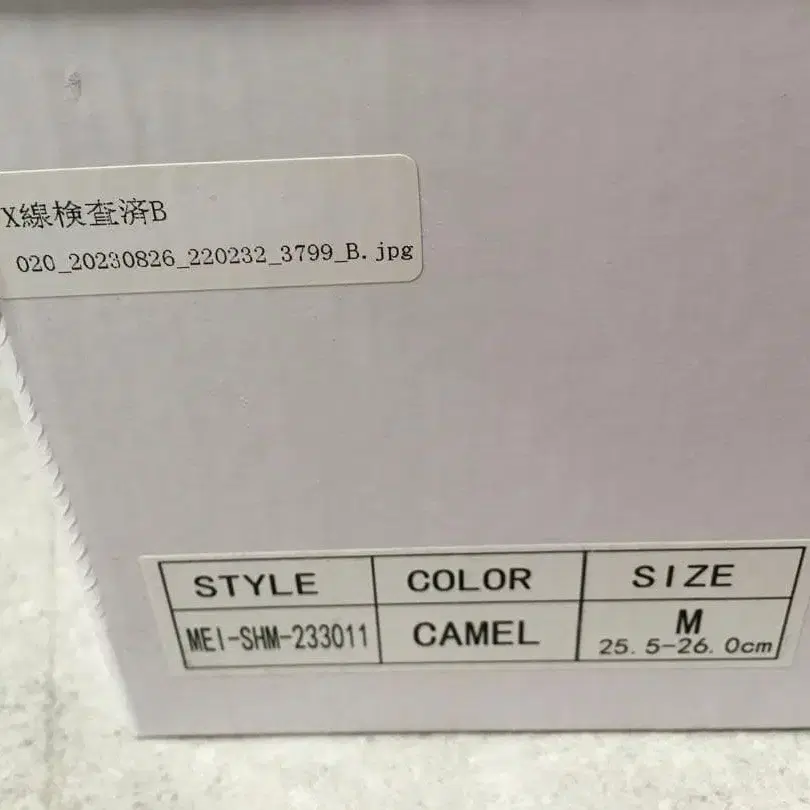 X線検査済B
020_20230826_220232_3799_B.jpg
STYLE COLOR SIZE
MEI-SHM-233011 CAMEL M
25.5-26.0cm